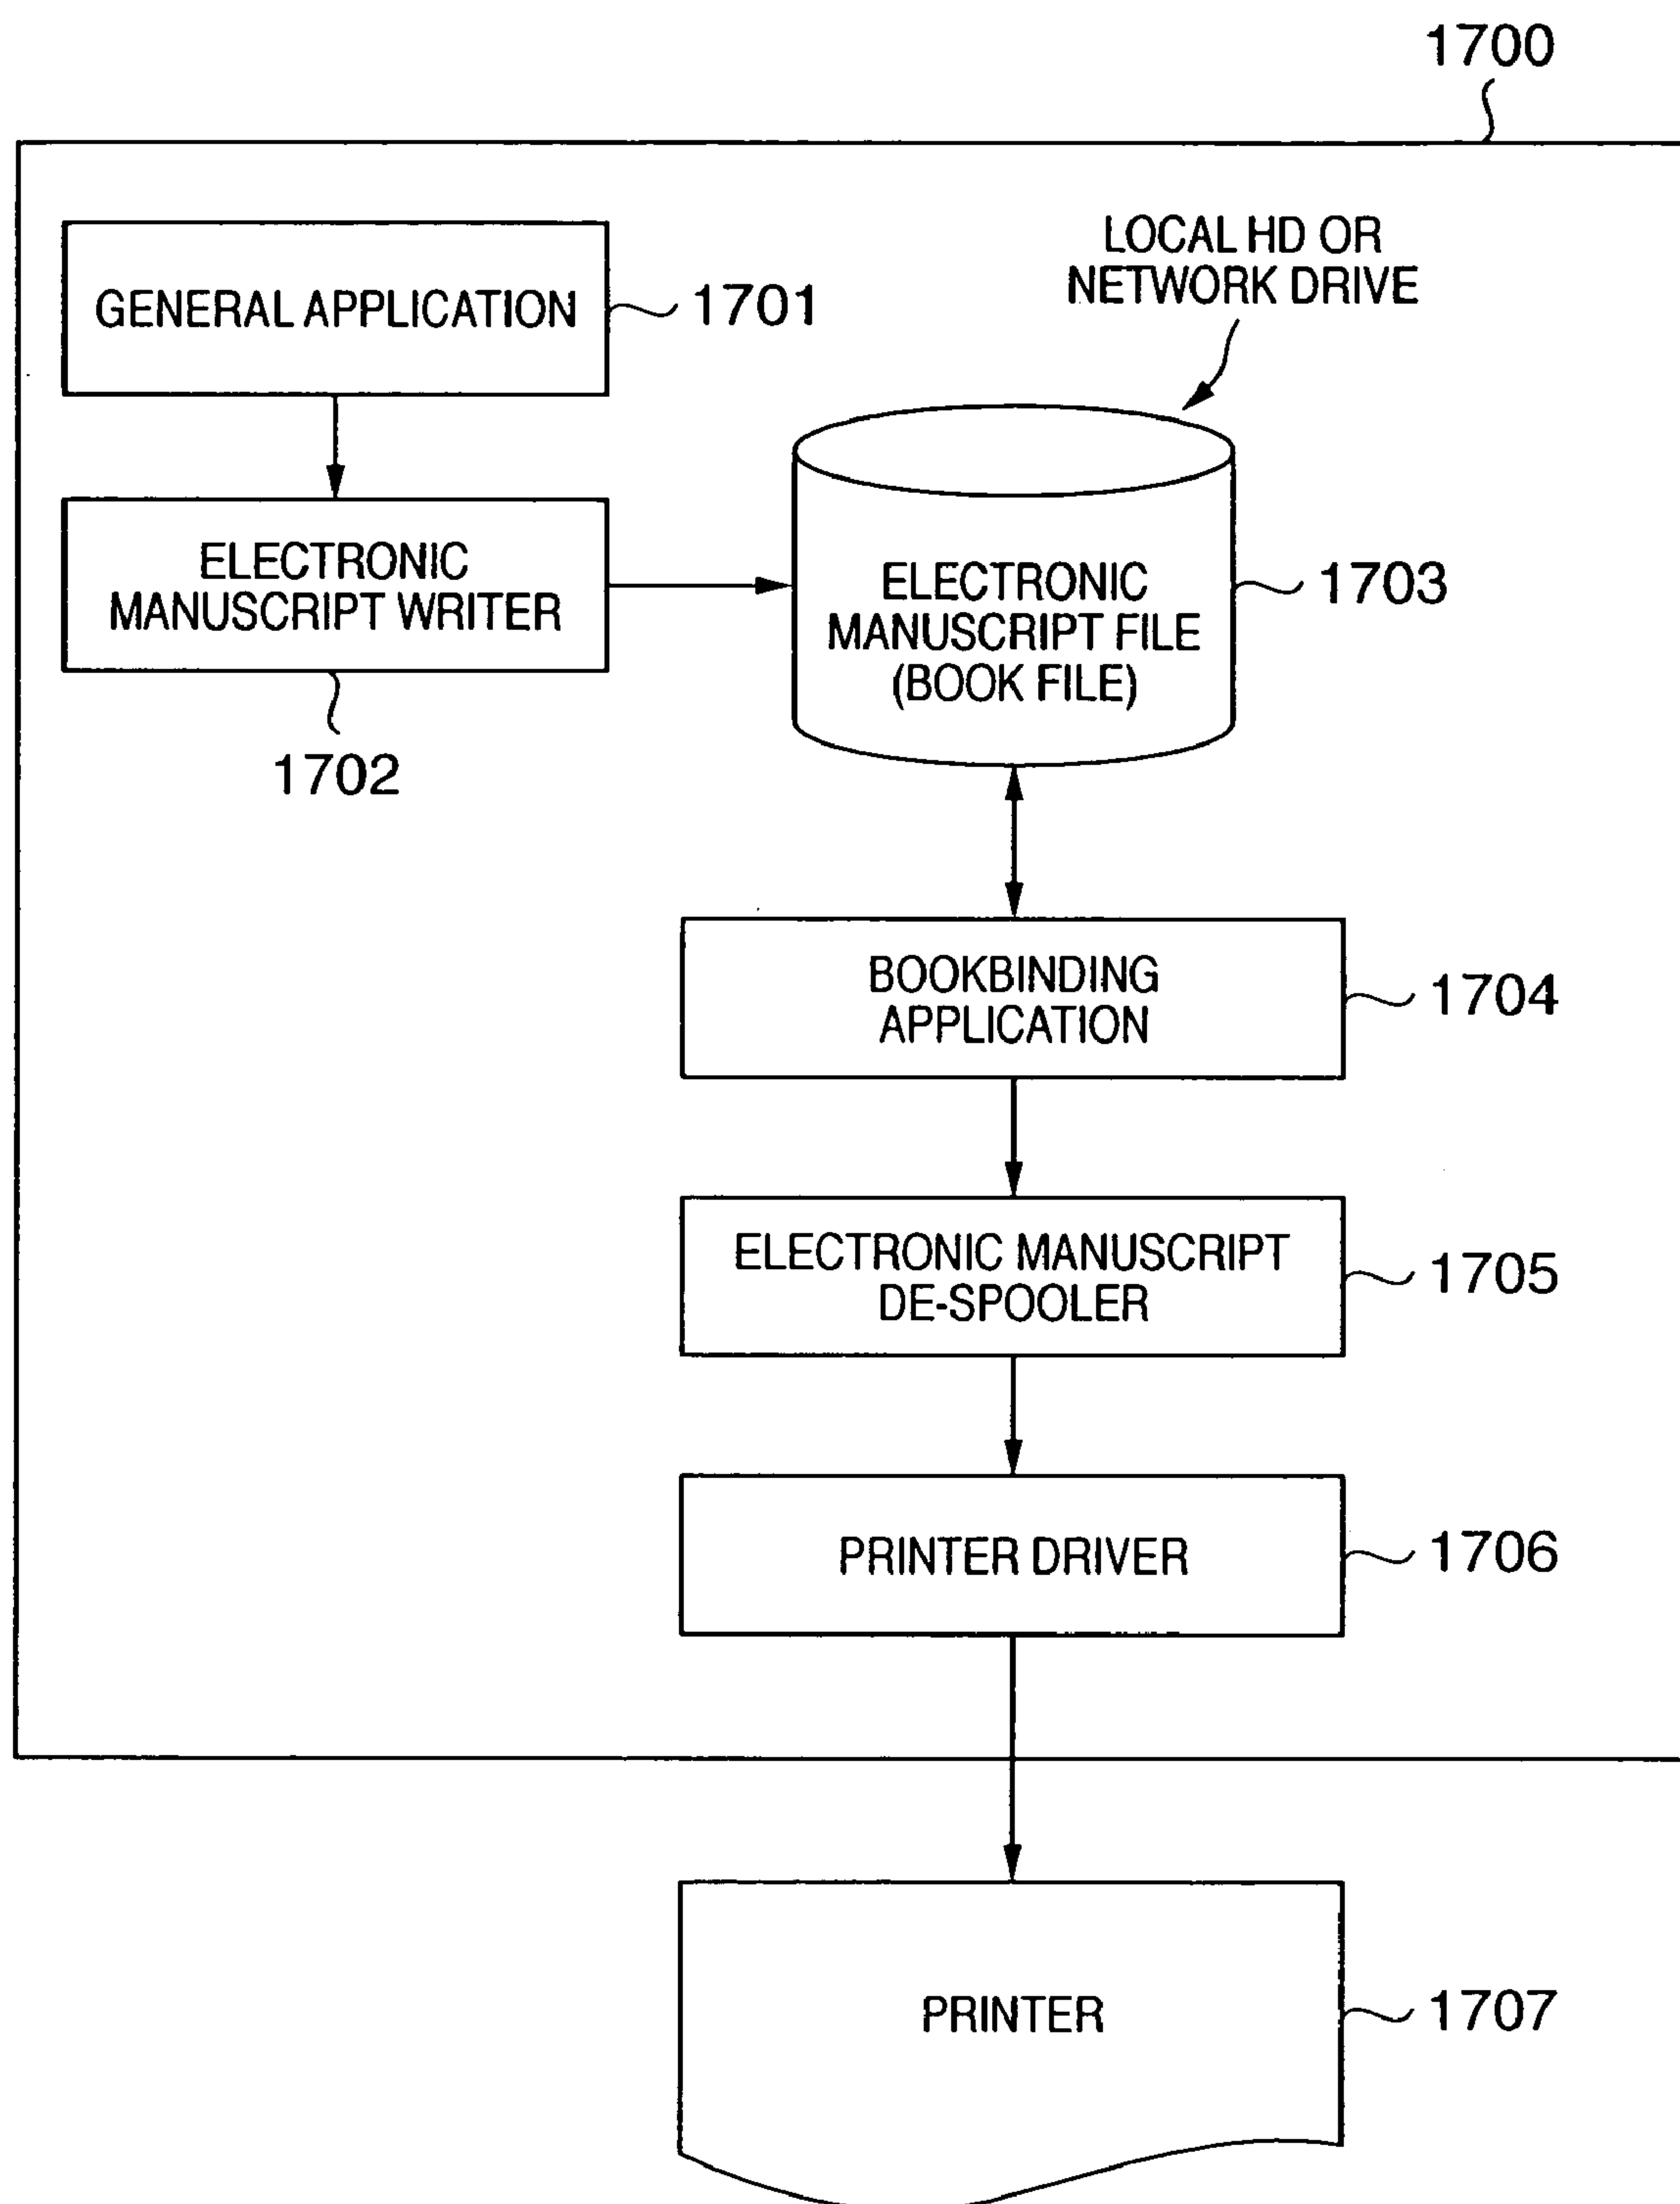 1700
GENERAL APPLICATION
1701
LOCAL HD OR
NETWORK DRIVE
ELECTRONIC
MANUSCRIPT WRITER
1702
ELECTRONIC
MANUSCRIPT FILE
(BOOK FILE)
1703
BOOKBINDING
APPLICATION
1704
ELECTRONIC MANUSCRIPT
DE-SPOOLER
1705
PRINTER DRIVER
1706
PRINTER
1707